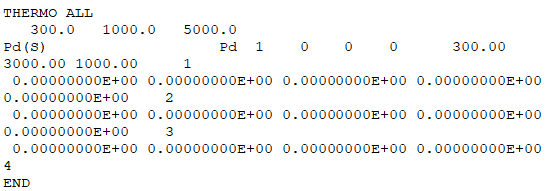 THERMO ALL
   300.0   1000.0   5000.0
Pd(S)                   Pd  1    0    0    0      300.00
3000.00 1000.00     1
 0.00000000E+00 0.00000000E+00 0.00000000E+00 0.00000000E+00
0.00000000E+00    2
 0.00000000E+00 0.00000000E+00 0.00000000E+00 0.00000000E+00
0.00000000E+00    3
 0.00000000E+00 0.00000000E+00 0.00000000E+00 0.00000000E+00
4
END